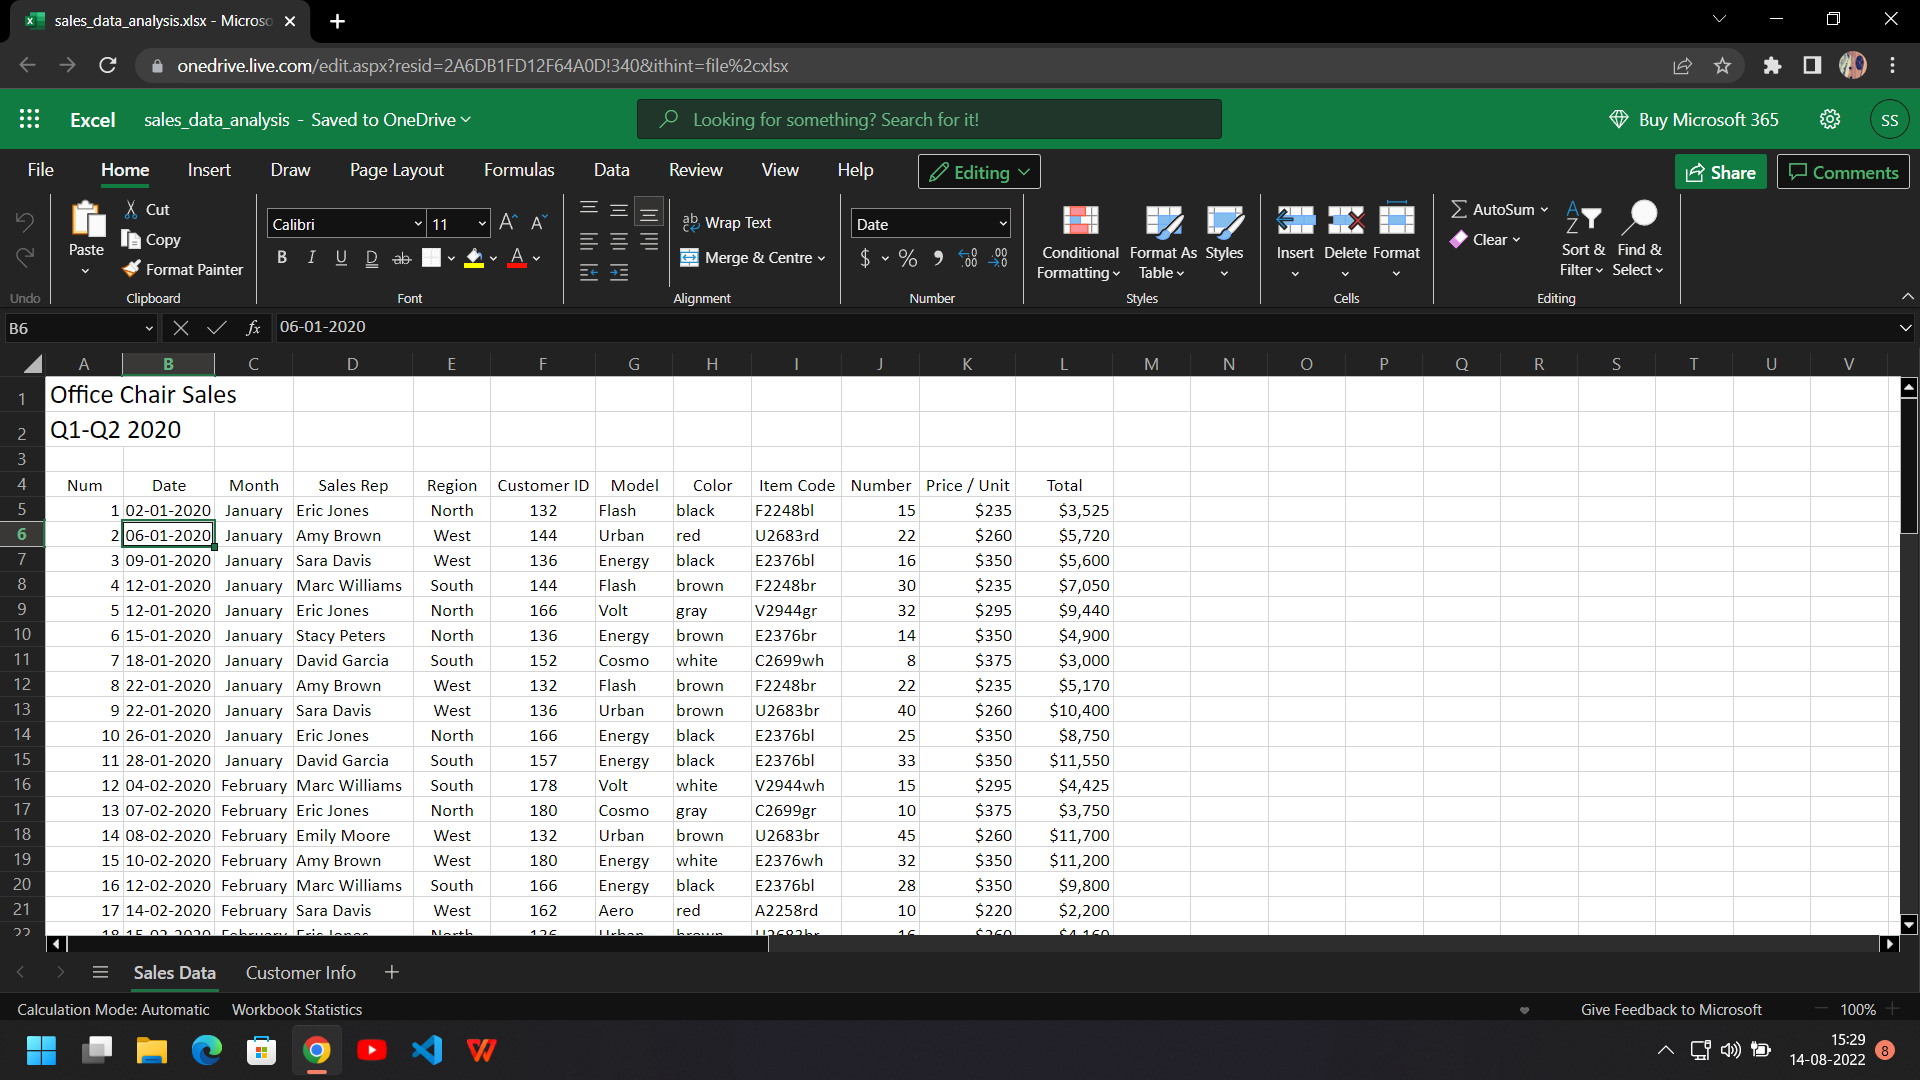 sales_data_analysis.xlsx - Microso
onedrive.live.com/edit.aspx?resid=2A6DB1FD12F64A0D!340&ithint=file%2cxlsx
Excel sales_data_analysis - Saved to OneDrive Looking for something? Search for it! Buy Microsoft 365 SS
File Home Insert Draw Page Layout Formulas Data Review View Help Editing Share Comments
Undo
Paste Cut Copy Format Painter
Clipboard
Calibri 11
B I U D ab A
Font
Wrap Text
Merge & Centre
Alignment
Date
$ % 9
Number
Conditional Formatting Format As Table Styles
Styles
Insert Delete Format
Cells
AutoSum
Clear
Sort & Filter Find & Select
Editing
B6 fx 06-01-2020
A B C D E F G H I J K L M N O P Q R S T U V
1 Office Chair Sales
2 Q1-Q2 2020
3
4 Num Date Month Sales Rep Region Customer ID Model Color Item Code Number Price / Unit Total
5 1 02-01-2020 January Eric Jones North 132 Flash black F2248bl 15 $235 $3,525
6 2 06-01-2020 January Amy Brown West 144 Urban red U2683rd 22 $260 $5,720
7 3 09-01-2020 January Sara Davis West 136 Energy black E2376bl 16 $350 $5,600
8 4 12-01-2020 January Marc Williams South 144 Flash brown F2248br 30 $235 $7,050
9 5 12-01-2020 January Eric Jones North 166 Volt gray V2944gr 32 $295 $9,440
10 6 15-01-2020 January Stacy Peters North 136 Energy brown E2376br 14 $350 $4,900
11 7 18-01-2020 January David Garcia South 152 Cosmo white C2699wh 8 $375 $3,000
12 8 22-01-2020 January Amy Brown West 132 Flash brown F2248br 22 $235 $5,170
13 9 22-01-2020 January Sara Davis West 136 Urban brown U2683br 40 $260 $10,400
14 10 26-01-2020 January Eric Jones North 166 Energy black E2376bl 25 $350 $8,750
15 11 28-01-2020 January David Garcia South 157 Energy black E2376bl 33 $350 $11,550
16 12 04-02-2020 February Marc Williams South 178 Volt white V2944wh 15 $295 $4,425
17 13 07-02-2020 February Eric Jones North 180 Cosmo gray C2699gr 10 $375 $3,750
18 14 08-02-2020 February Emily Moore West 132 Urban brown U2683br 45 $260 $11,700
19 15 10-02-2020 February Amy Brown West 180 Energy white E2376wh 32 $350 $11,200
20 16 12-02-2020 February Marc Williams South 166 Energy black E2376bl 28 $350 $9,800
21 17 14-02-2020 February Sara Davis West 162 Aero red A2258rd 10 $220 $2,200
22 18 15-02-2020 February Eric Jones North 136 Urban brown U2683br 16 $260 $4,160
Sales Data Customer Info
Calculation Mode: Automatic Workbook Statistics Give Feedback to Microsoft 100%
15:29
14-08-2022 8